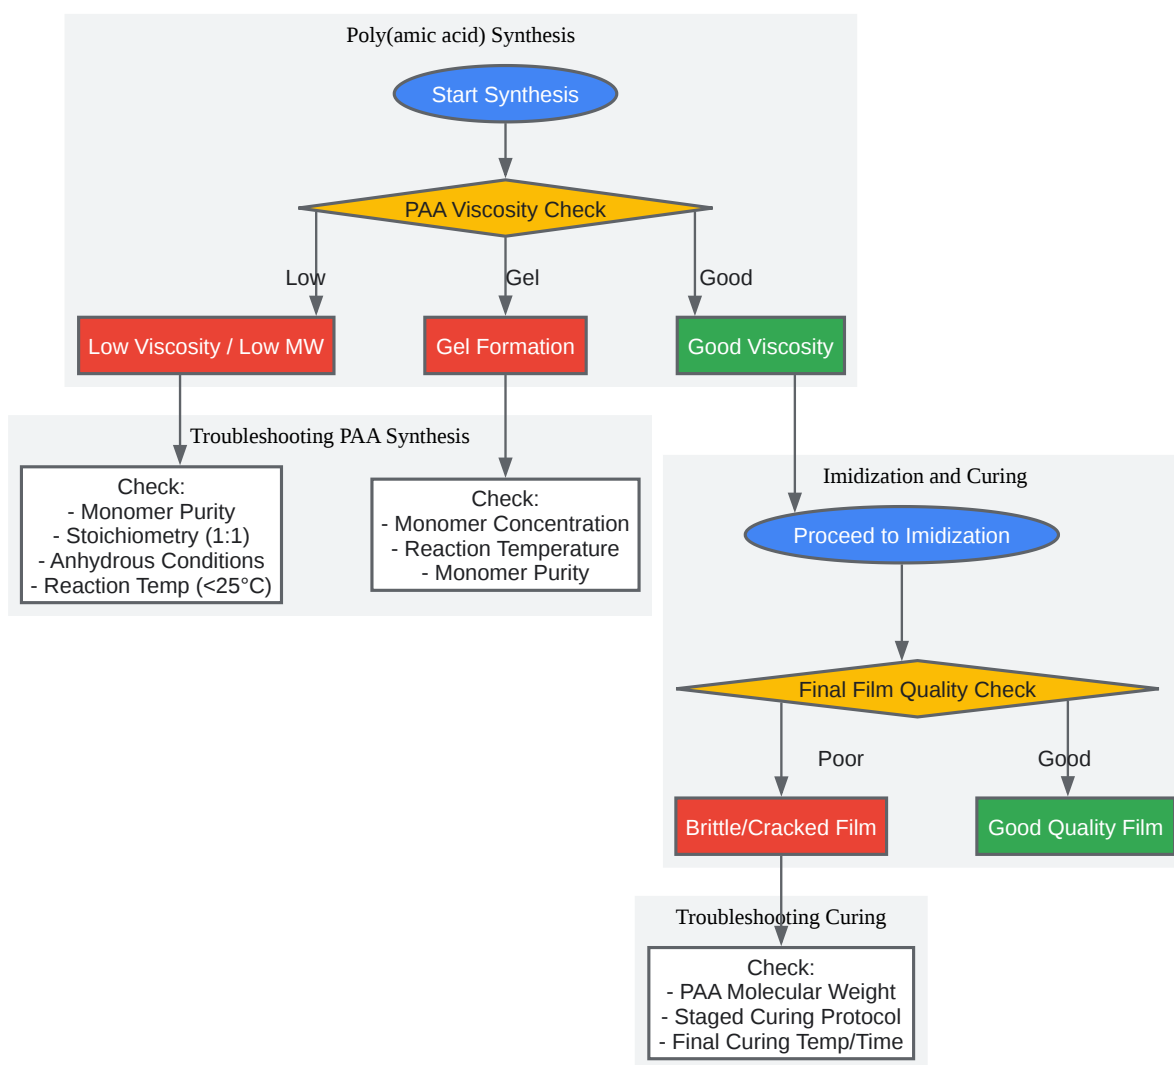 Poly(amic acid) Synthesis
Start Synthesis
PAA Viscosity Check
Low
Gel
Good
Low Viscosity / Low MW
Gel Formation
Good Viscosity
Troubleshooting PAA Synthesis
Check:
- Monomer Purity
- Stoichiometry (1:1)
- Anhydrous Conditions
- Reaction Temp (<25°C)
Check:
- Monomer Concentration
- Reaction Temperature
- Monomer Purity
Imidization and Curing
Proceed to Imidization
Final Film Quality Check
Poor
Good
Brittle/Cracked Film
Good Quality Film
Troubleshooting Curing
Check:
- PAA Molecular Weight
- Staged Curing Protocol
- Final Curing Temp/Time